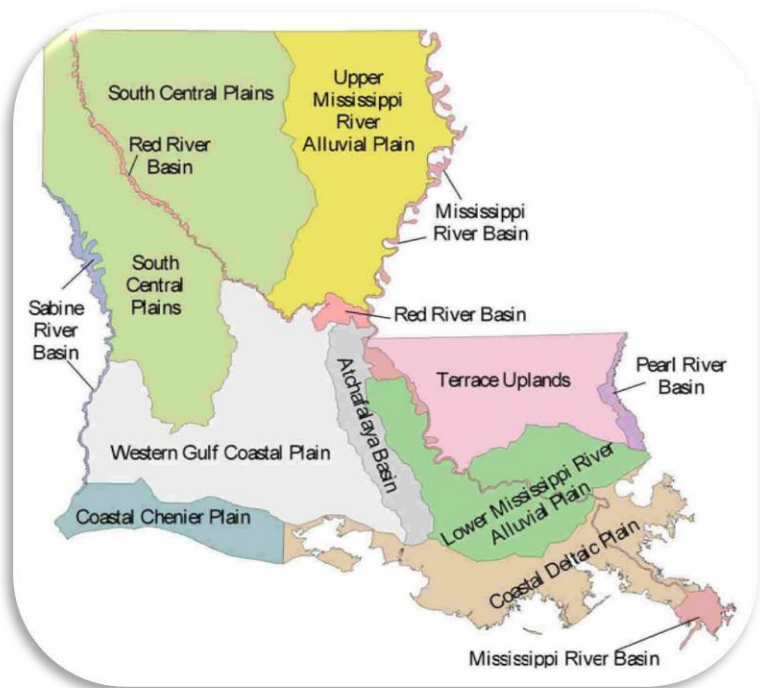 South Central Plains
Upper
Mississippi
River
Alluvial Plain
Red River
Basin
Mississippi
River Basin
South
Central
Plains
Sabine
River
Basin
Red River Basin
Atchafalaya Basin
Terrace Uplands
Pearl River
Basin
Western Gulf Coastal Plain
Lower Mississippi River
Alluvial Plain
Coastal Chenier Plain
Coastal Deltaic Plain
Mississippi River Basin